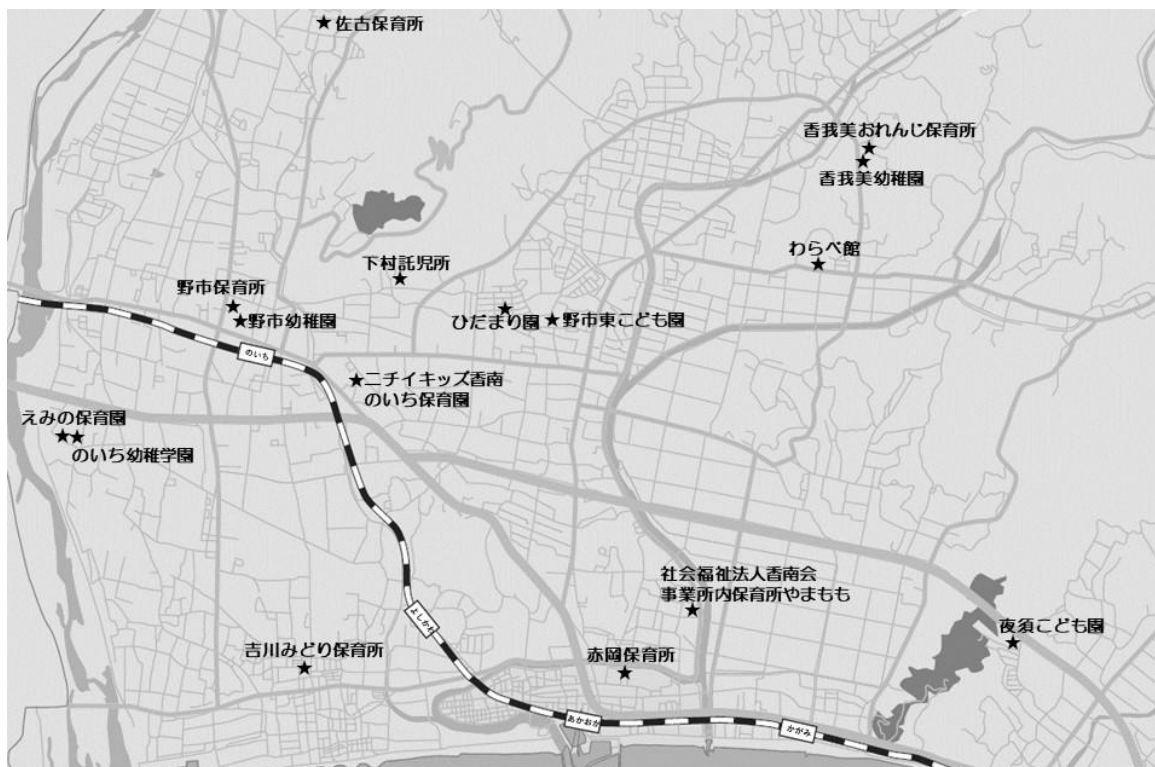 佐古保育所
香我美おれんじ保育所
香我美幼稚園
わらべ館
下村託児所
野市保育所
野市幼稚園
ひだまり園
野市東こども園
のいち
ニチイキッズ香南
のいち保育園
えみの保育園
のいち幼稚学園
社会福祉法人香南会
事業所内保育所やまもも
よしかわ
夜須こども園
吉川みどり保育所
赤岡保育所
あかおか
かがみ